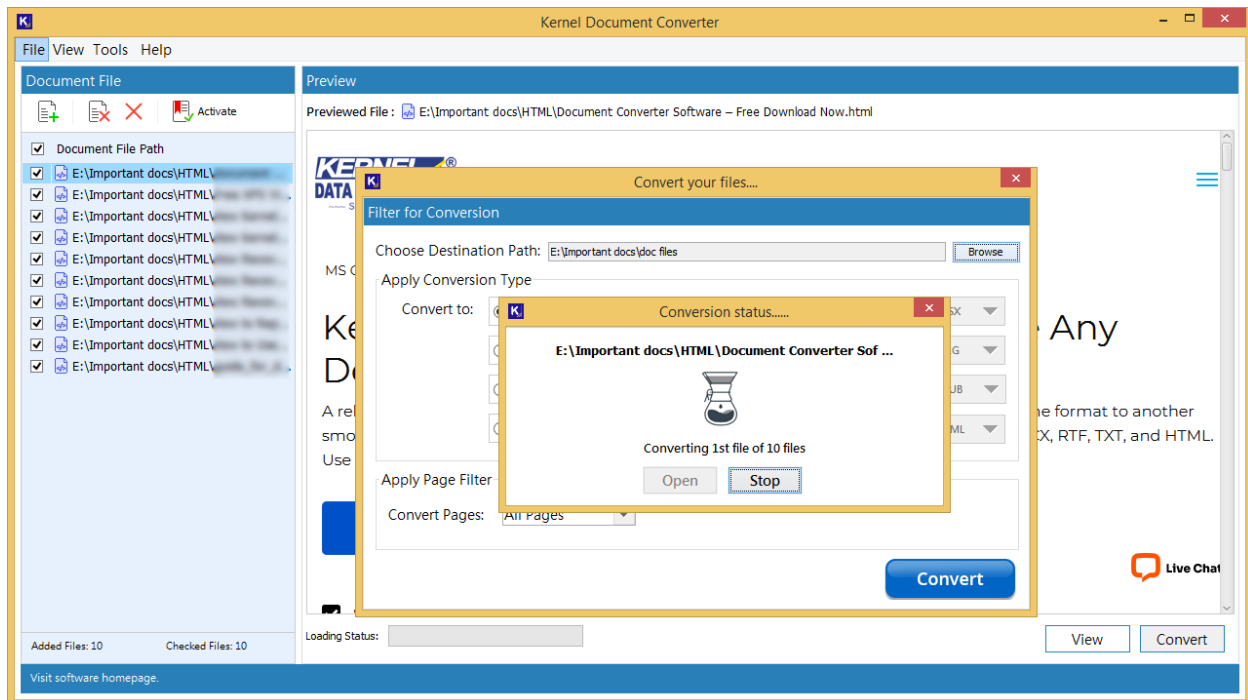 Kernel Document Converter
File View Tools Help
Document File
Activate
Document File Path
E:\Important docs\HTML\
E:\Important docs\HTML\
E:\Important docs\HTML\
E:\Important docs\HTML\
E:\Important docs\HTML\
E:\Important docs\HTML\
E:\Important docs\HTML\
E:\Important docs\HTML\
E:\Important docs\HTML\
E:\Important docs\HTML\
Added Files: 10 Checked Files: 10
Preview
Previewed File : E:\Important docs\HTML\Document Converter Software – Free Download Now.html
DATA
MS
Any
A
format to another
RTF, TXT, and HTML.
Use
Live Chat
Convert your files....
Filter for Conversion
Choose Destination Path: E:\Important docs\doc files Browse
Apply Conversion Type
Convert to:
Conversion status......
E:\Important docs\HTML\Document Converter Sof ...
Converting 1st file of 10 files
Open Stop
Apply Page Filter
Convert Pages: All Pages
Convert
Loading Status:
View Convert
Visit software homepage.